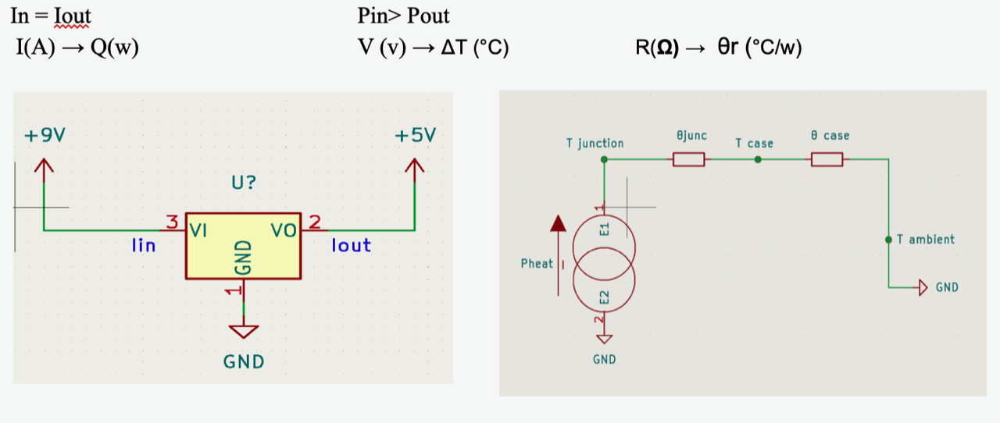 In = Iout
Pin> Pout
I(A) → Q(w)
V (v) → ΔT (°C)
R(Ω) → θr (°C/w)
+9V
+5V
U?
3
VI
VO
2
Iin
Iout
GND
1
GND
T junction
θjunc
T case
θ case
1
E1
Pheat
I
E2
2
GND
T ambient
GND